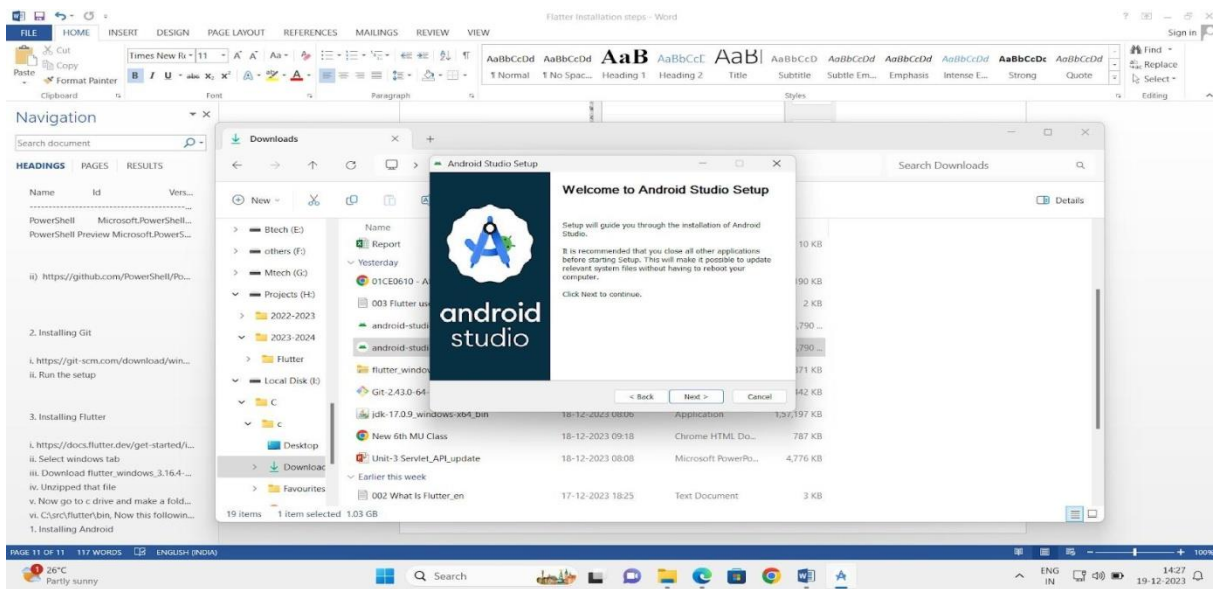 Flatter Installation steps - Word
FILE HOME INSERT DESIGN PAGE LAYOUT REFERENCES MAILINGS REVIEW VIEW Sign in
Cut
Copy
Paste Format Painter
Times New Ro 11
AaBbCcDd AaBbCcDd AaB AaBbCcE AaB AaBbCcD AaBbCcDd AaBbCcDd AaBbCcDd AaBbCcDc AaBbCcDd
¶ Normal ¶ No Spac... Heading 1 Heading 2 Title Subtitle Subtle Em... Emphasis Intense E... Strong Quote
Find
Replace
Select
Clipboard Font Paragraph Styles Editing
Navigation
Search document
HEADINGS PAGES RESULTS
Name Id Vers...
PowerShell Microsoft.PowerShell...
PowerShell Preview Microsoft.PowerS...
ii) https://github.com/PowerShell/Po...
2. Installing Git
i. https://git-scm.com/download/win...
ii. Run the setup
3. Installing Flutter
i. https://docs.flutter.dev/get-started/i...
ii. Select windows tab
iii. Download flutter_windows_3.16.4-...
iv. Unzipped that file
v. Now go to c drive and make a fold...
vi. C:\src\flutter\bin, Now this followin...
1. Installing Android
Downloads
Search Downloads
New
Details
Btech (E:)
others (F:)
Mtech (G:)
Projects (H:)
2022-2023
2023-2024
Flutter
Local Disk (I:)
C
c
Desktop
Downloac
Favourites
Name
Report 10 KB
Yesterday
01CE0610 - A 190 KB
003 Flutter use 2 KB
android-studi ,790 ...
android-studi ,790 ...
flutter_window 371 KB
Git-2.43.0-64- 442 KB
jdk-17.0.9_windows-x64_bin 18-12-2023 08:06 Application 1,57,197 KB
New 6th MU Class 18-12-2023 09:18 Chrome HTML Do... 787 KB
Unit-3 Servlet_API_update 18-12-2023 08:08 Microsoft PowerPo... 4,776 KB
Earlier this week
002 What Is Flutter_en 17-12-2023 18:25 Text Document 3 KB
19 items 1 item selected 1.03 GB
Android Studio Setup
android
studio
Welcome to Android Studio Setup
Setup will guide you through the installation of Android
Studio.
It is recommended that you close all other applications
before starting Setup. This will make it possible to update
relevant system files without having to reboot your
computer.
Click Next to continue.
< Back Next > Cancel
PAGE 11 OF 11 117 WORDS ENGLISH (INDIA) 100%
1
26°C
Partly sunny
Search
ENG
IN
14:27
19-12-2023